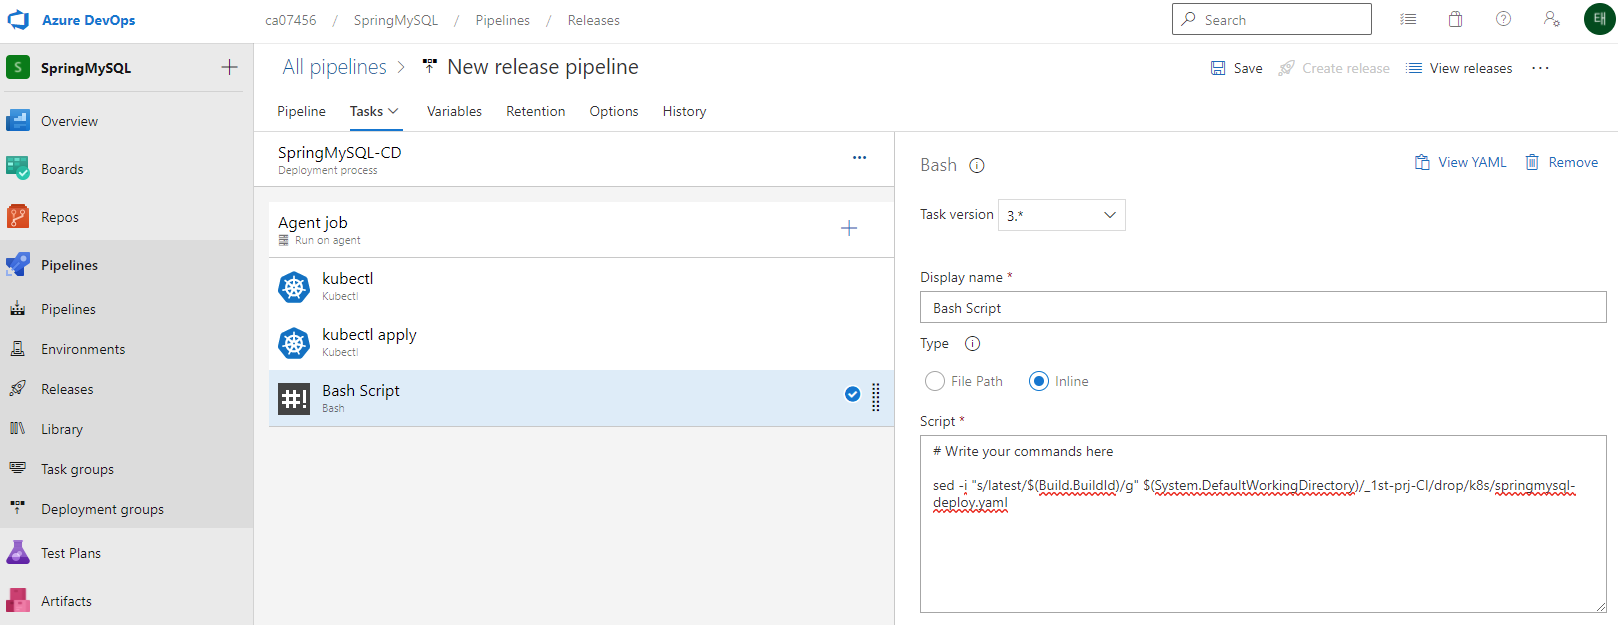 Azure DevOps
ca07456 / SpringMySQL / Pipelines / Releases
Search
EH
S SpringMySQL
Overview
Boards
Repos
Pipelines
Pipelines
Environments
Releases
Library
Task groups
Deployment groups
Test Plans
Artifacts
All pipelines > New release pipeline
Save
Create release
View releases
...
Pipeline
Tasks
Variables
Retention
Options
History
SpringMySQL-CD
Deployment process
Agent job
Run on agent
kubectl
Kubectl
kubectl apply
Kubectl
#! Bash Script
Bash
Bash
View YAML
Remove
Task version 3.*
Display name *
Bash Script
Type
File Path
Inline
Script *
# Write your commands here
sed -i "s/latest/$(Build.BuildId)/g" $(System.DefaultWorkingDirectory)/_1st-prj-CI/drop/k8s/springmysql-
deploy.yaml